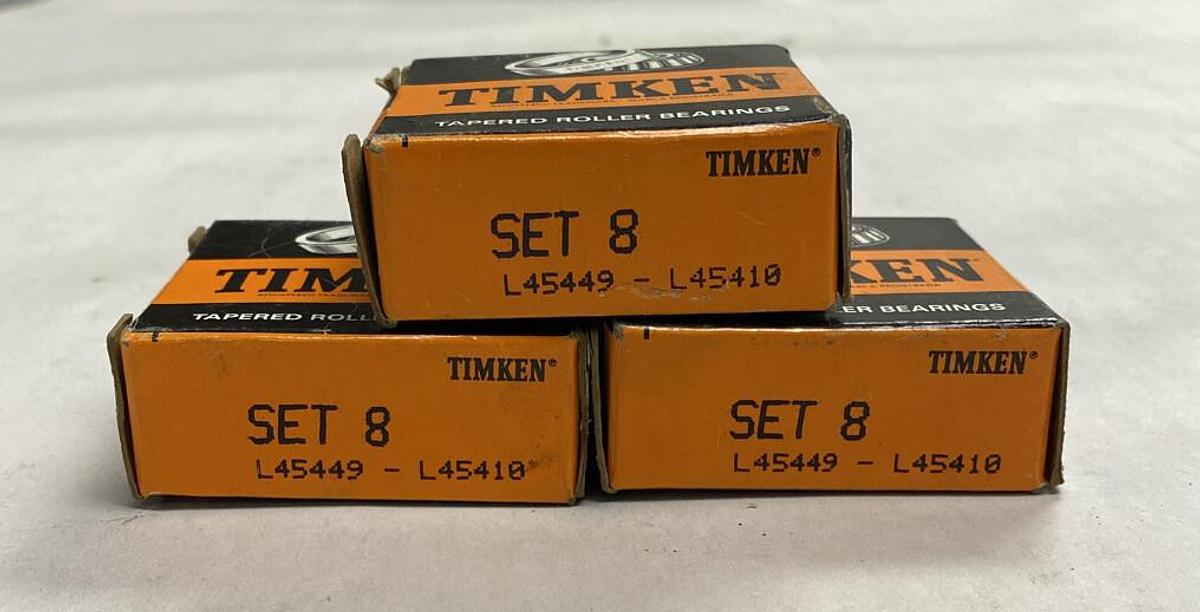 TIMKEN
TIMKEN
TAPERED ROLLER BEARINGS
TIMKEN®
SET 8
L45449 - L45410
TIM
TAPERED ROLL
TIMKEN®
SET 8
L45449 - L45410
KEN
ER BEARINGS
TIMKEN®
SET 8
L45449 - L45410